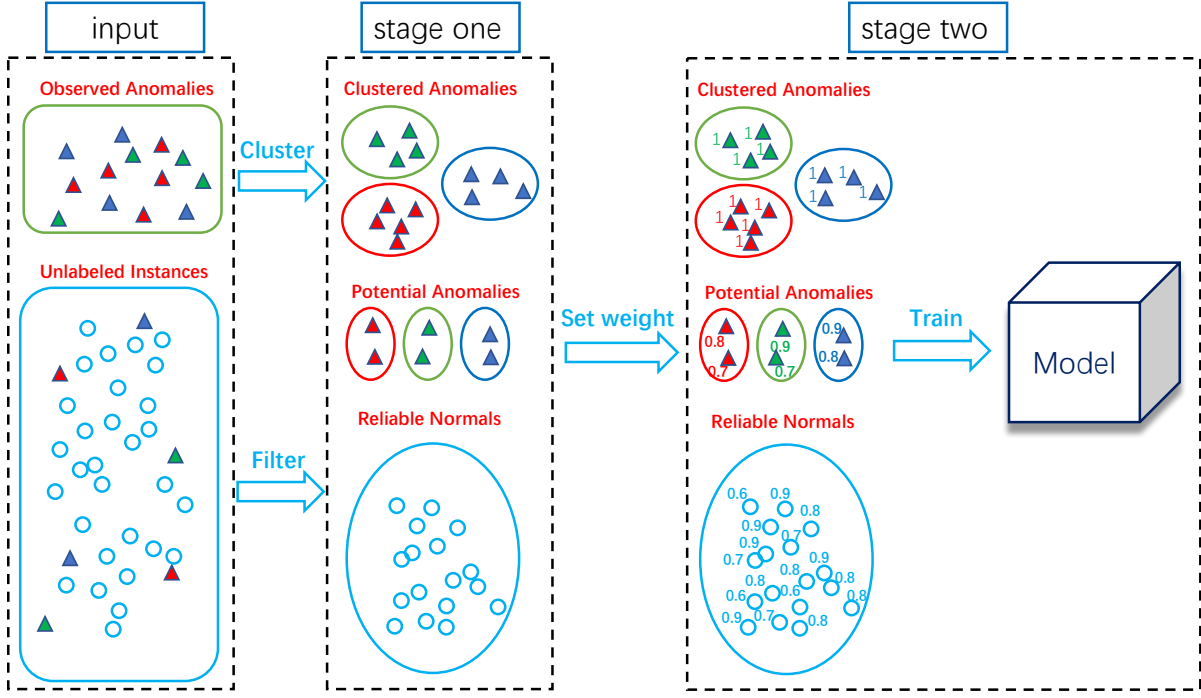 input
stage one
stage two
Observed Anomalies
Clustered Anomalies
Clustered Anomalies
Cluster
1
1
1
1
1
1
1
1
1
1
1
1
1
Unlabeled Instances
Potential Anomalies
Potential Anomalies
Set weight
Train
0.8
0.7
0.9
0.7
0.9
0.8
Model
Filter
Reliable Normals
Reliable Normals
0.6
0.9
0.8
0.9
0.7
0.9
0.7
0.9
0.8
0.8
0.8
0.6
0.6
0.8
0.9
0.7
0.8